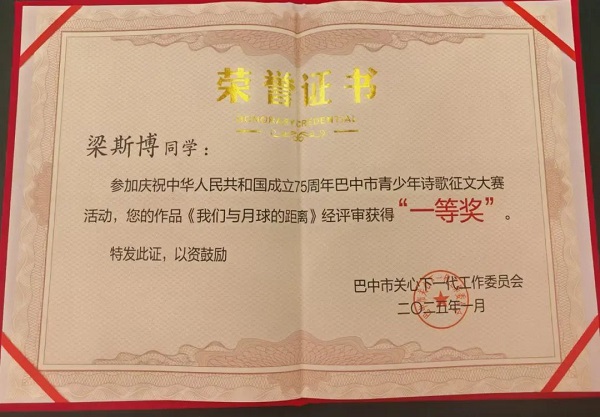 荣誉证书
梁斯博同学：
参加庆祝中华人民共和国成立75周年巴中市青少年诗歌征文大赛
活动，您的作品《我们与月球的距离》经评审获得“一等奖”。
特发此证，以资鼓励
巴中市关心下一代工作委员会
二〇二五年一月